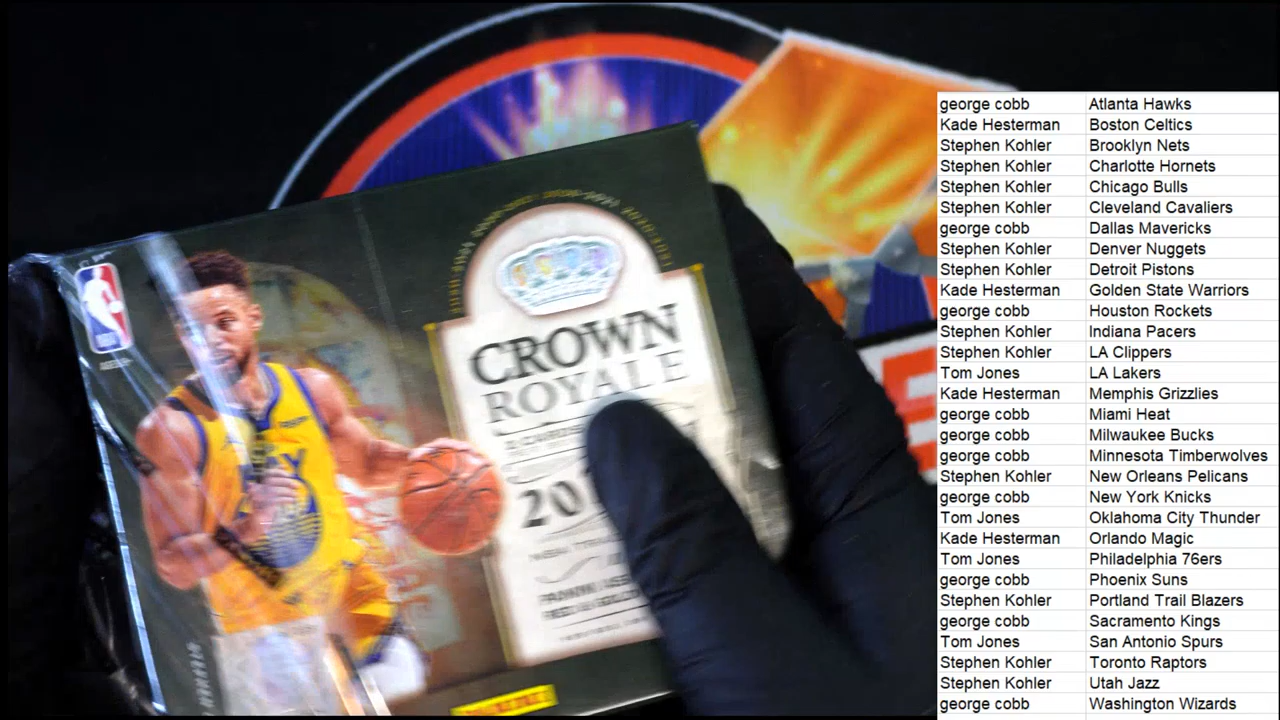 CROWN
ROYALE
20
PANINI
NBA
george cobb Atlanta Hawks
Kade Hesterman Boston Celtics
Stephen Kohler Brooklyn Nets
Stephen Kohler Charlotte Hornets
Stephen Kohler Chicago Bulls
Stephen Kohler Cleveland Cavaliers
george cobb Dallas Mavericks
Stephen Kohler Denver Nuggets
Stephen Kohler Detroit Pistons
Kade Hesterman Golden State Warriors
george cobb Houston Rockets
Stephen Kohler Indiana Pacers
Stephen Kohler LA Clippers
Tom Jones LA Lakers
Kade Hesterman Memphis Grizzlies
george cobb Miami Heat
george cobb Milwaukee Bucks
george cobb Minnesota Timberwolves
Stephen Kohler New Orleans Pelicans
george cobb New York Knicks
Tom Jones Oklahoma City Thunder
Kade Hesterman Orlando Magic
Tom Jones Philadelphia 76ers
george cobb Phoenix Suns
Stephen Kohler Portland Trail Blazers
george cobb Sacramento Kings
Tom Jones San Antonio Spurs
Stephen Kohler Toronto Raptors
Stephen Kohler Utah Jazz
george cobb Washington Wizards